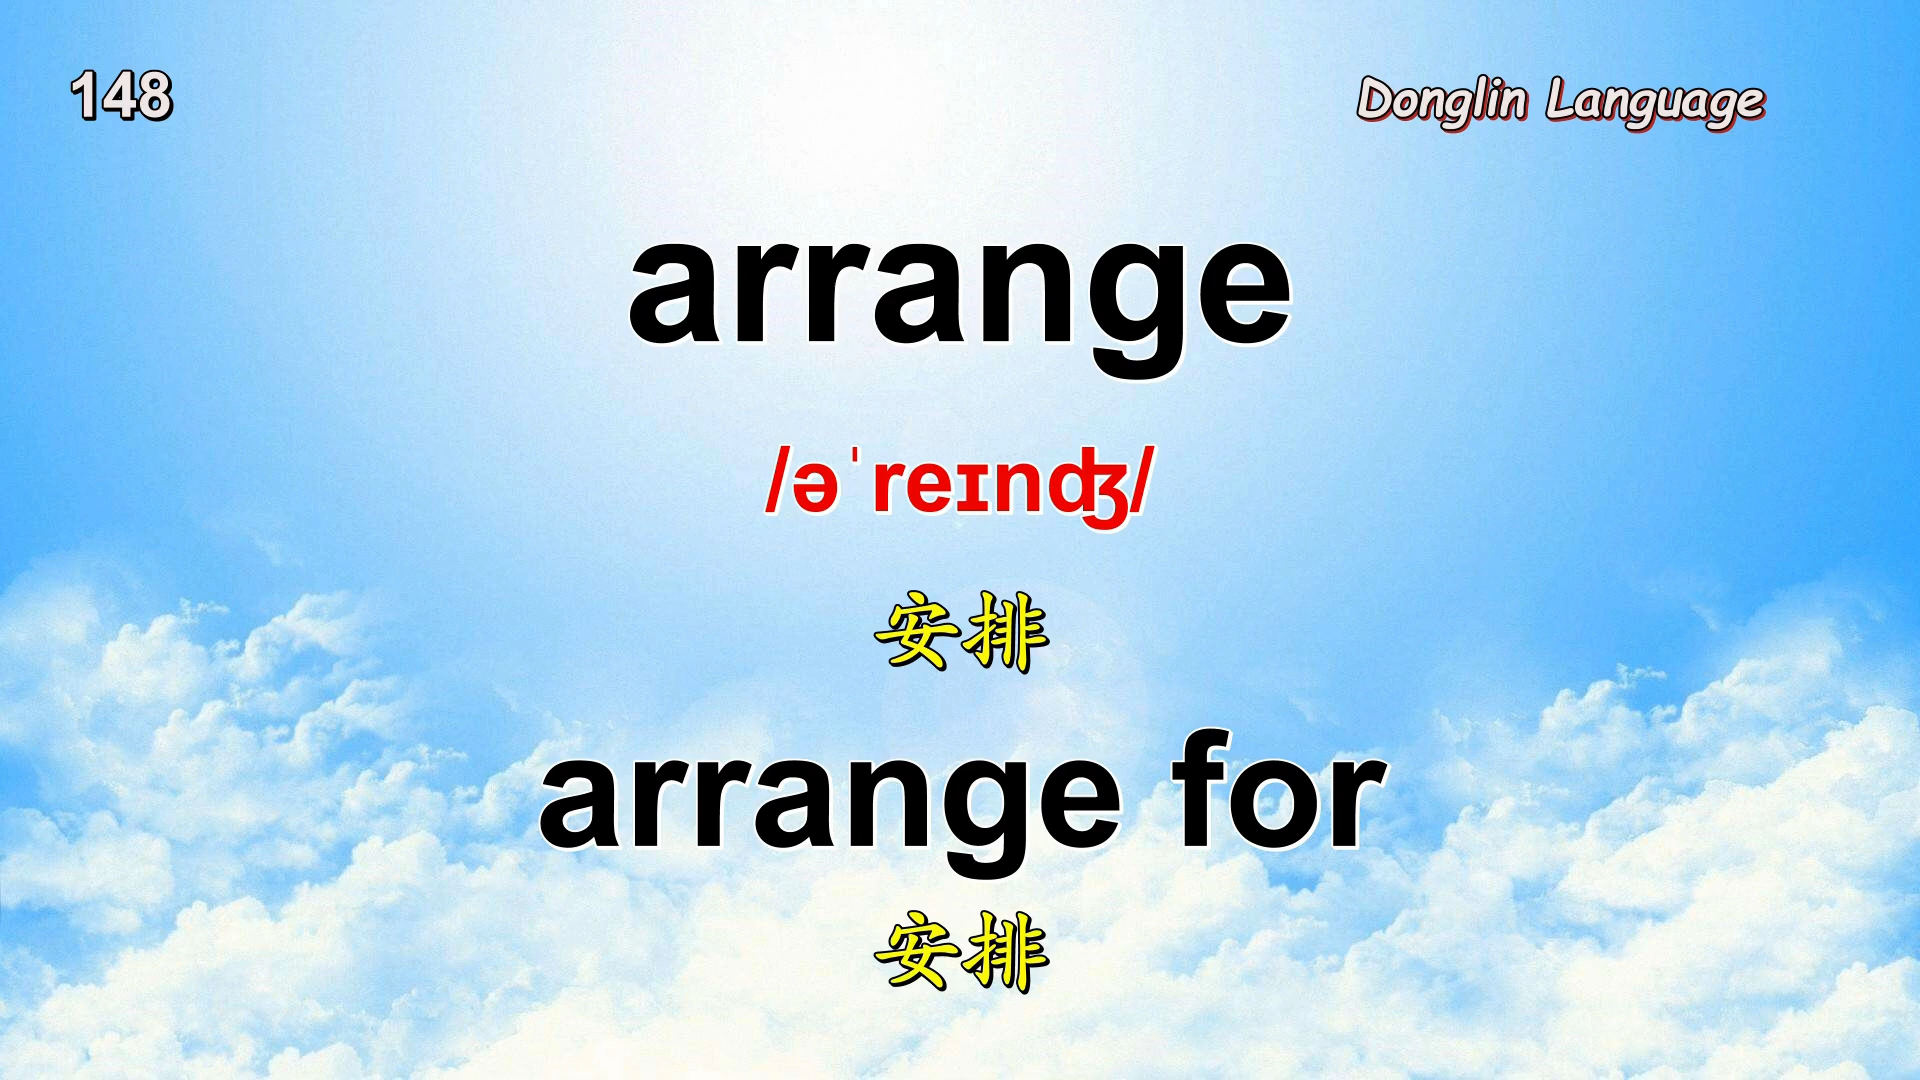 148
Donglin Language
arrange
/əˈreɪnʤ/
安排
arrange for
安排